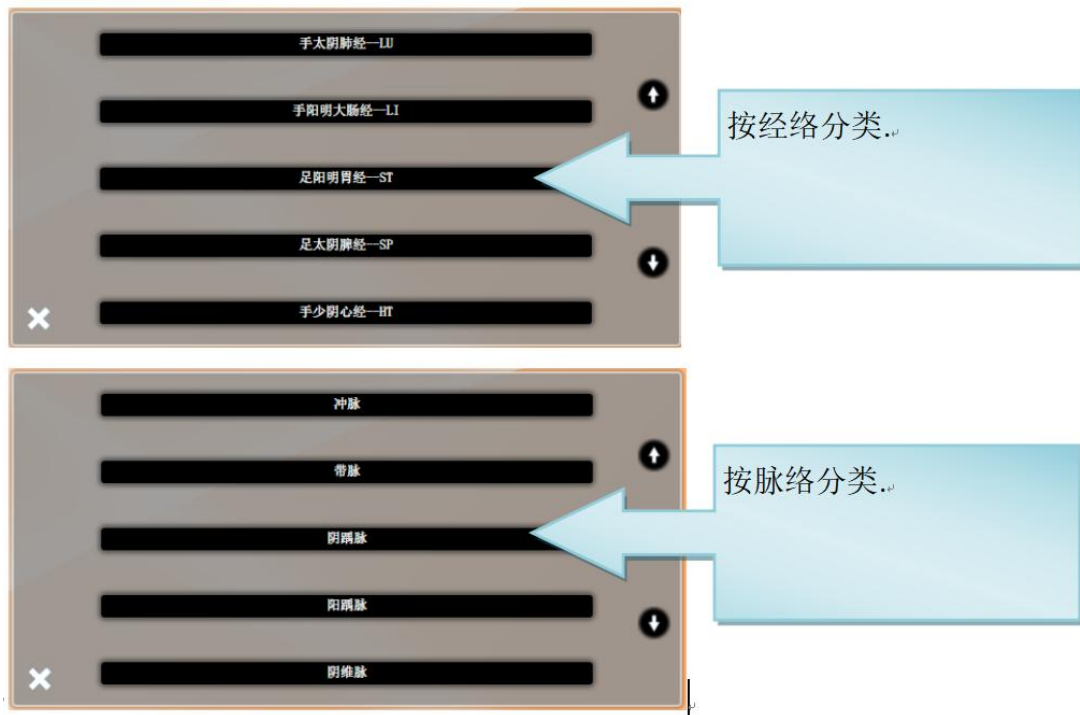 手太阴肺经--LU
手阳明大肠经--LI
足阳明胃经--ST
足太阴脾经--SP
手少阴心经--HT
按经络分类.
冲脉
带脉
阴踽脉
阳踽脉
阴维脉
按脉络分类.